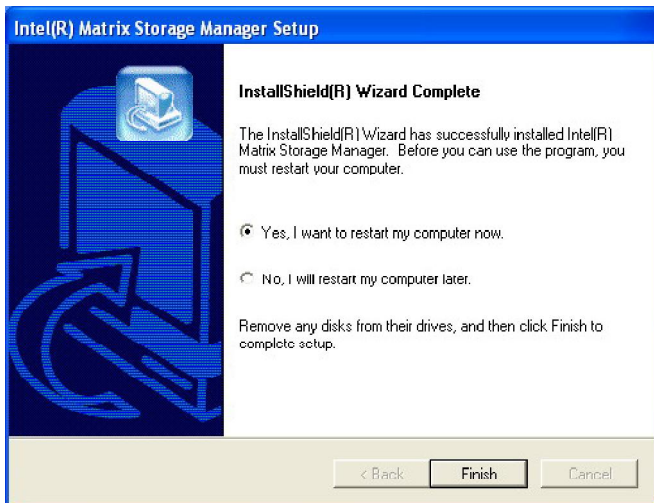 Intel(R) Matrix Storage Manager Setup
InstallShield(R) Wizard Complete
The InstallShield(R) Wizard has successfully installed Intel(R)
Matrix Storage Manager. Before you can use the program, you
must restart your computer.
Yes, I want to restart my computer now.
No, I will restart my computer later.
Remove any disks from their drives, and then click Finish to
complete setup.
< Back
Finish
Cancel